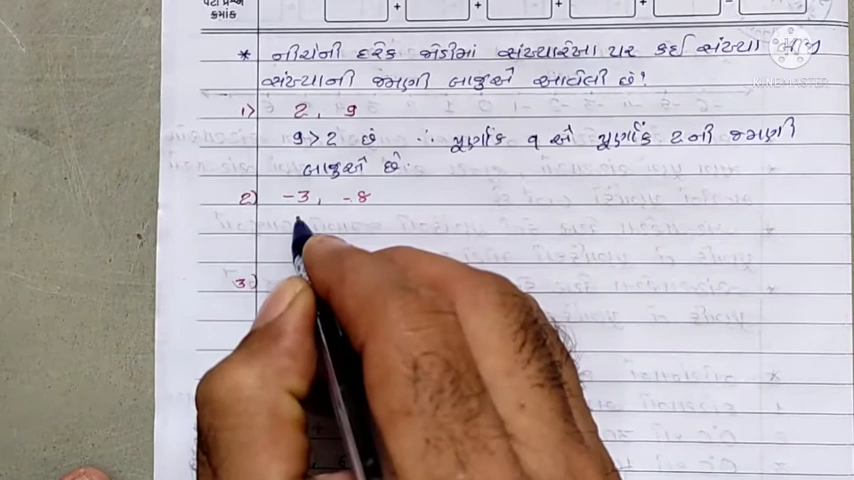 પેટા પ્રશ્ન
ક્રમાંક
+ + + + =
* નીચેની દરેક જોડીમાં સંખ્યારેખા પર કઈ સંખ્યા બીજી
સંખ્યાની જમણી બાજુએ આવેલી છે!
KINEMASTER
1) 2, 9
9 > 2 છે ∴ પૂર્ણાંક 9 એ પૂર્ણાંક 2 ની જમણી
બાજુએ છે.
2) -3, -8
3)